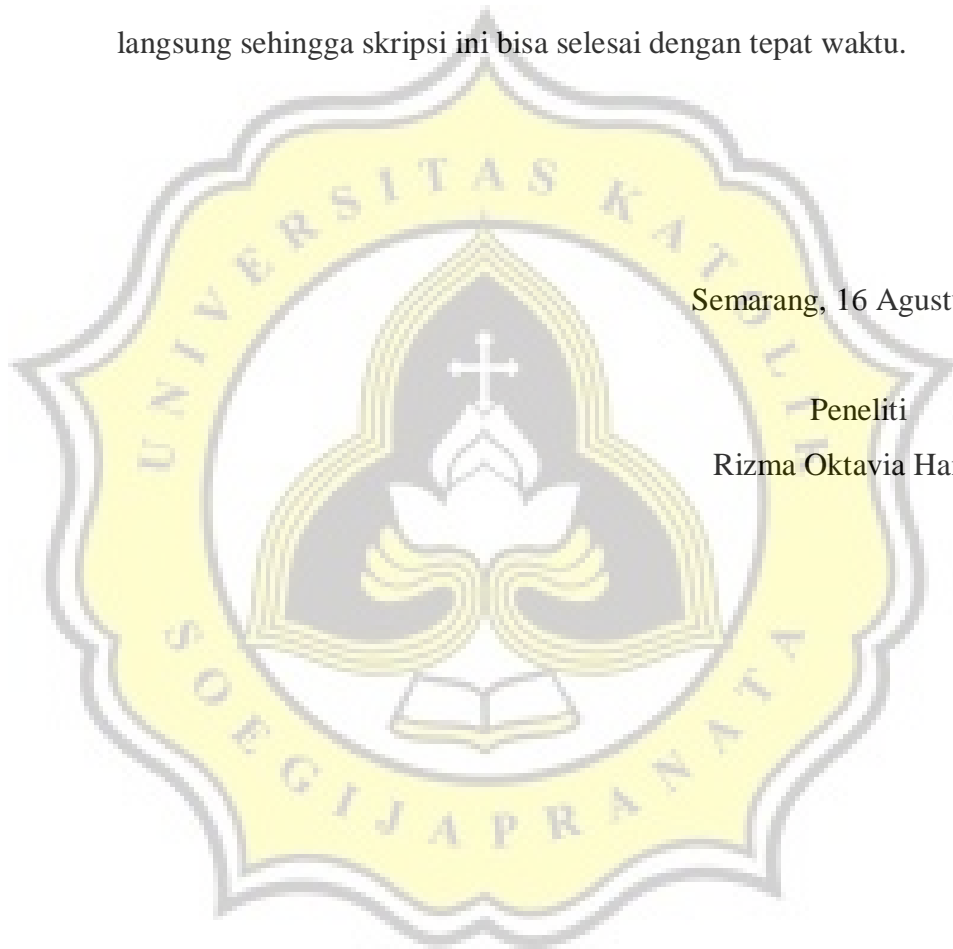 langsung sehingga skripsi ini bisa selesai dengan tepat waktu.
UNIVERSITAS KATOLIK
Semarang, 16 Agust
Peneliti
Rizma Oktavia Ha
SOEGIJAPRANATA